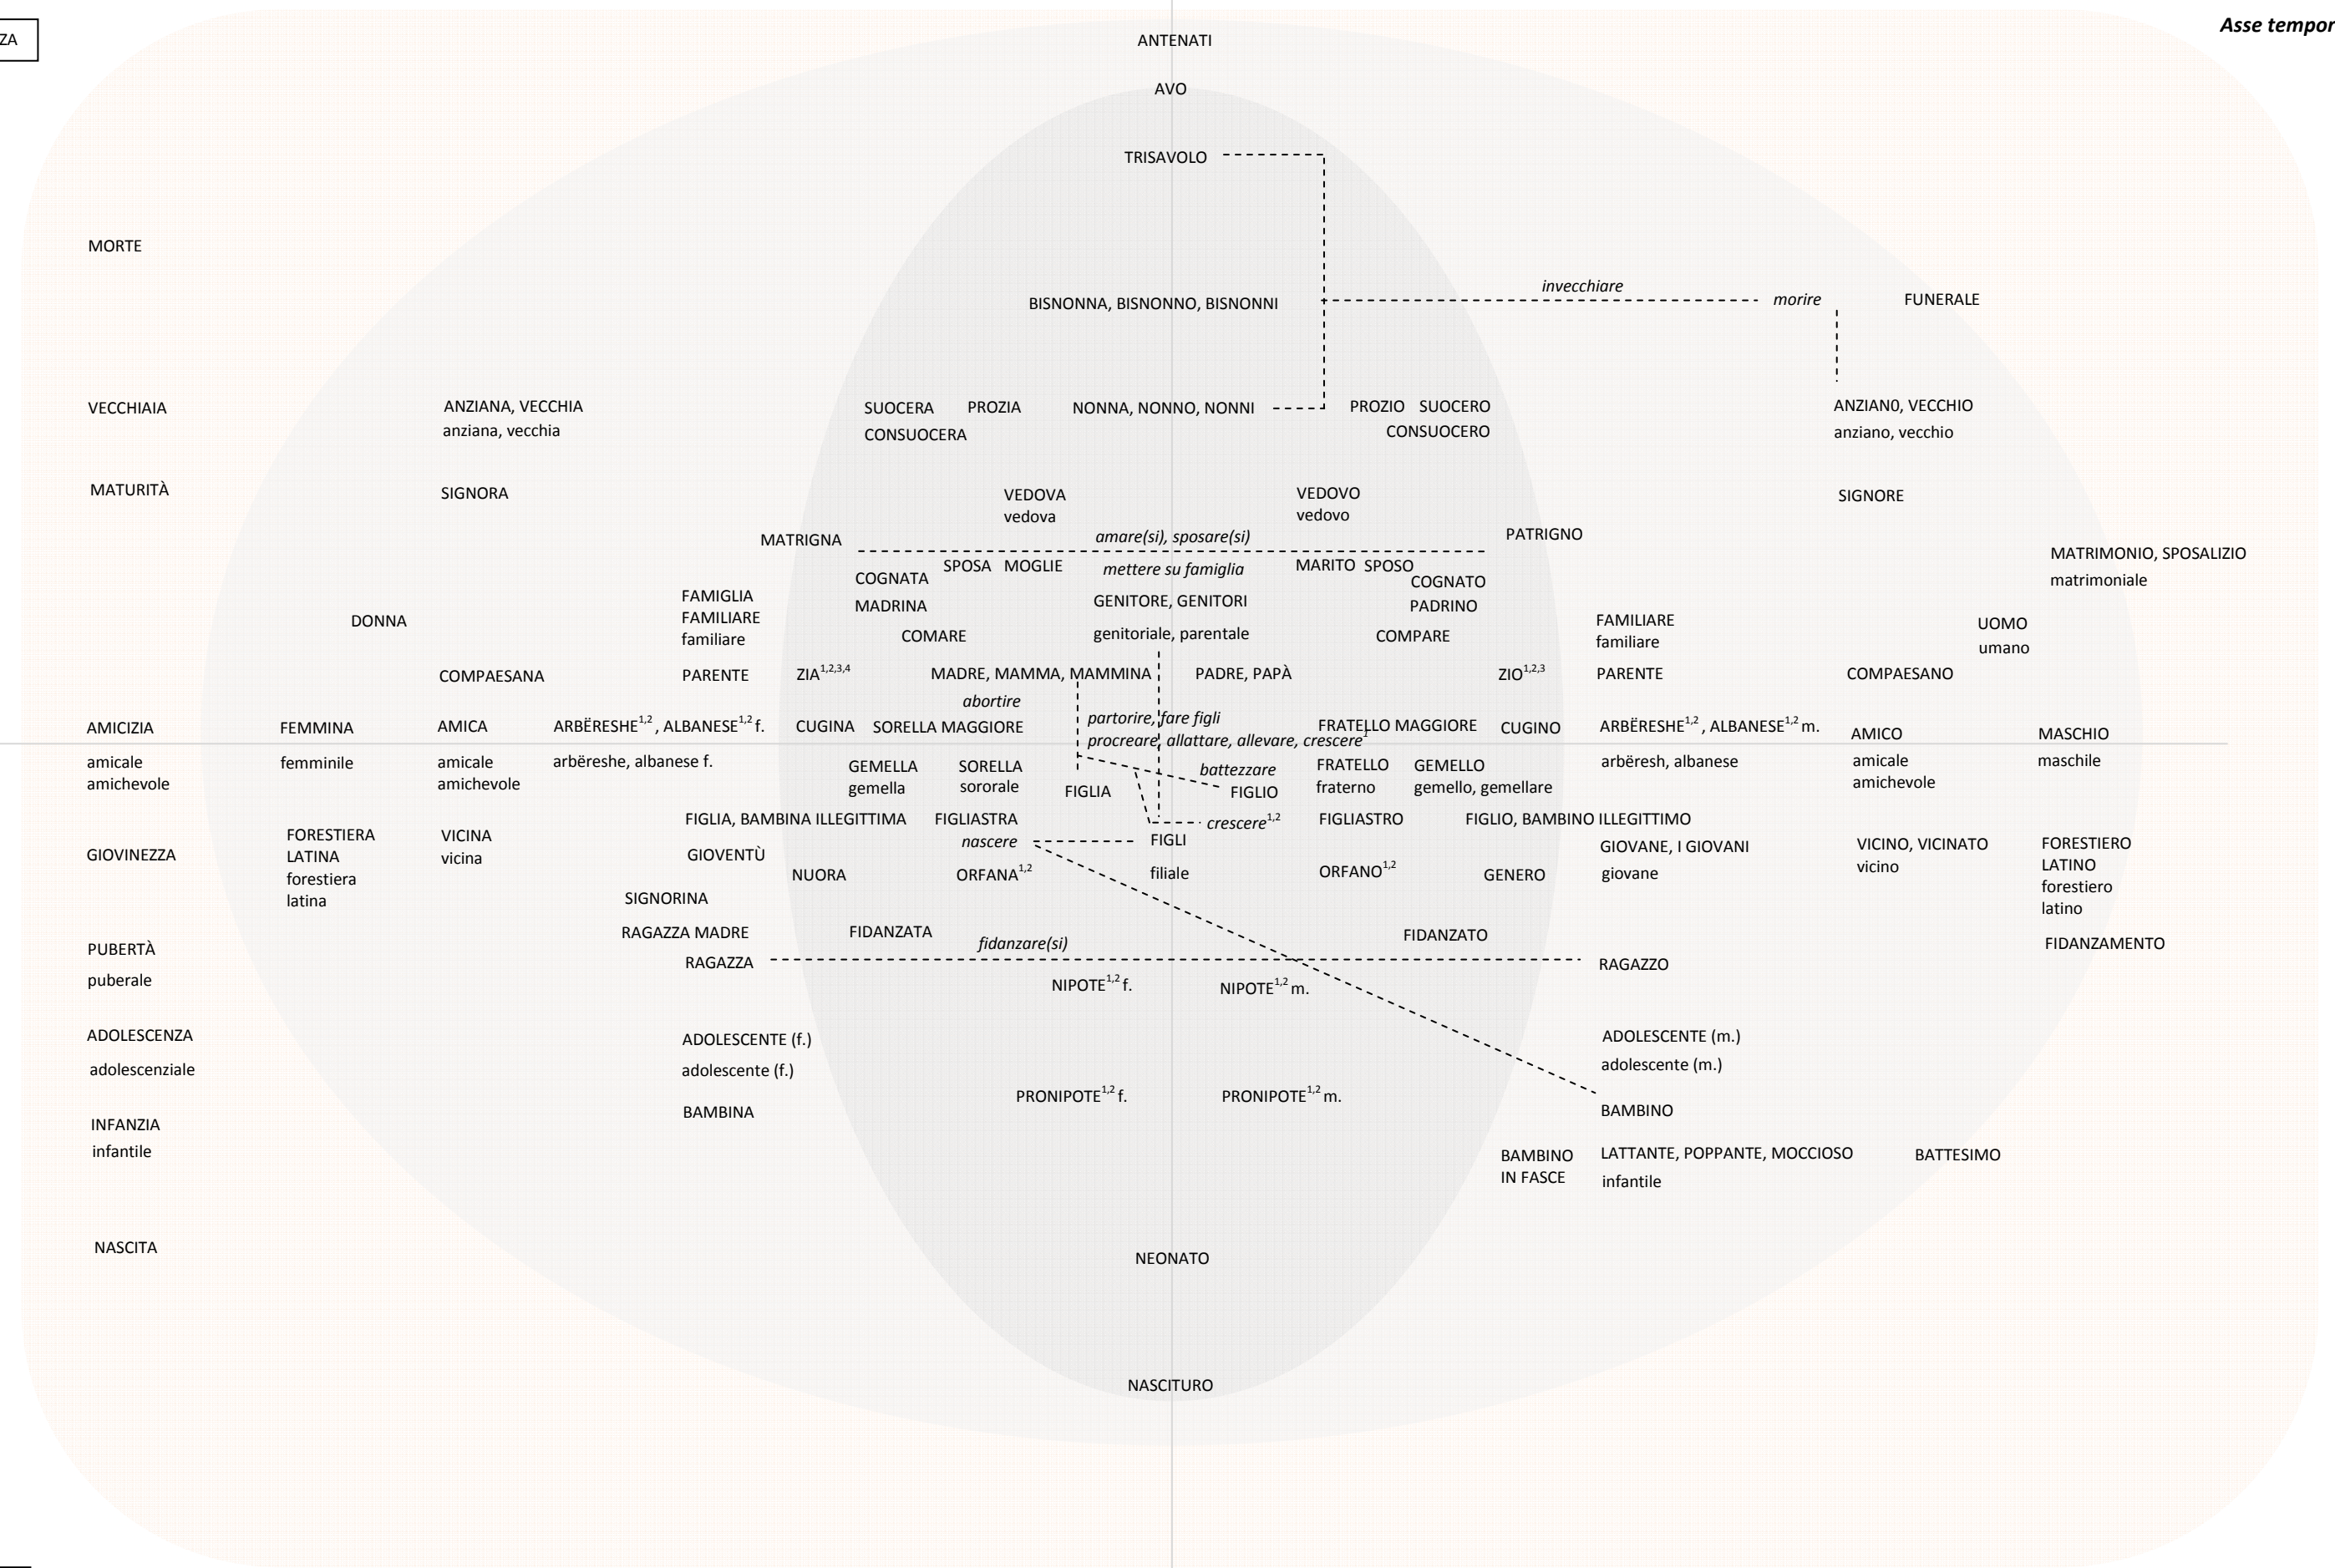 ZA
Asse tempor
ANTENATI
AVO
TRISAVOLO
MORTE
invecchiare
BISNONNA, BISNONNO, BISNONNI
morire
FUNERALE
VECCHIAIA
ANZIANA, VECCHIA
anziana, vecchia
SUOCERA
PROZIA
NONNA, NONNO, NONNI
PROZIO
SUOCERO
ANZIAN0, VECCHIO
anziano, vecchio
CONSUOCERA
CONSUOCERO
MATURITÀ
SIGNORA
VEDOVA
vedova
VEDOVO
vedovo
SIGNORE
MATRIGNA
amare(si), sposare(si)
PATRIGNO
MATRIMONIO, SPOSALIZIO
matrimoniale
SPOSA
MOGLIE
mettere su famiglia
MARITO
SPOSO
COGNATA
COGNATO
FAMIGLIA
FAMILIARE
familiare
MADRINA
GENITORE, GENITORI
PADRINO
DONNA
FAMILIARE
familiare
UOMO
umano
COMARE
genitoriale, parentale
COMPARE
COMPAESANA
PARENTE
ZIA1,2,3,4
MADRE, MAMMA, MAMMINA
PADRE, PAPÀ
ZIO1,2,3
PARENTE
COMPAESANO
abortire
AMICIZIA
FEMMINA
AMICA
ARBËRESHE1,2 , ALBANESE1,2 f.
CUGINA
SORELLA MAGGIORE
partorire, fare figli
FRATELLO MAGGIORE
CUGINO
ARBËRESHE1,2 , ALBANESE1,2 m.
AMICO
MASCHIO
procreare, allattare, allevare, crescere1
amicale
amichevole
femminile
amicale
amichevole
arbëreshe, albanese f.
GEMELLA
gemella
SORELLA
sororale
battezzare
FRATELLO
fraterno
GEMELLO
gemello, gemellare
arbëresh, albanese
amicale
amichevole
maschile
FIGLIA
FIGLIO
FIGLIA, BAMBINA ILLEGITTIMA
FIGLIASTRA
crescere1,2
FIGLIASTRO
FIGLIO, BAMBINO ILLEGITTIMO
nascere
FIGLI
GIOVINEZZA
FORESTIERA
LATINA
forestiera
latina
VICINA
vicina
GIOVENTÙ
GIOVANE, I GIOVANI
giovane
VICINO, VICINATO
vicino
FORESTIERO
LATINO
forestiero
latino
NUORA
ORFANA1,2
filiale
ORFANO1,2
GENERO
SIGNORINA
RAGAZZA MADRE
FIDANZATA
fidanzare(si)
FIDANZATO
FIDANZAMENTO
PUBERTÀ
puberale
RAGAZZA
RAGAZZO
NIPOTE1,2 f.
NIPOTE1,2 m.
ADOLESCENZA
adolescenziale
ADOLESCENTE (f.)
adolescente (f.)
ADOLESCENTE (m.)
adolescente (m.)
PRONIPOTE1,2 f.
PRONIPOTE1,2 m.
BAMBINA
BAMBINO
INFANZIA
infantile
BAMBINO
IN FASCE
LATTANTE, POPPANTE, MOCCIOSO
infantile
BATTESIMO
NASCITA
NEONATO
NASCITURO